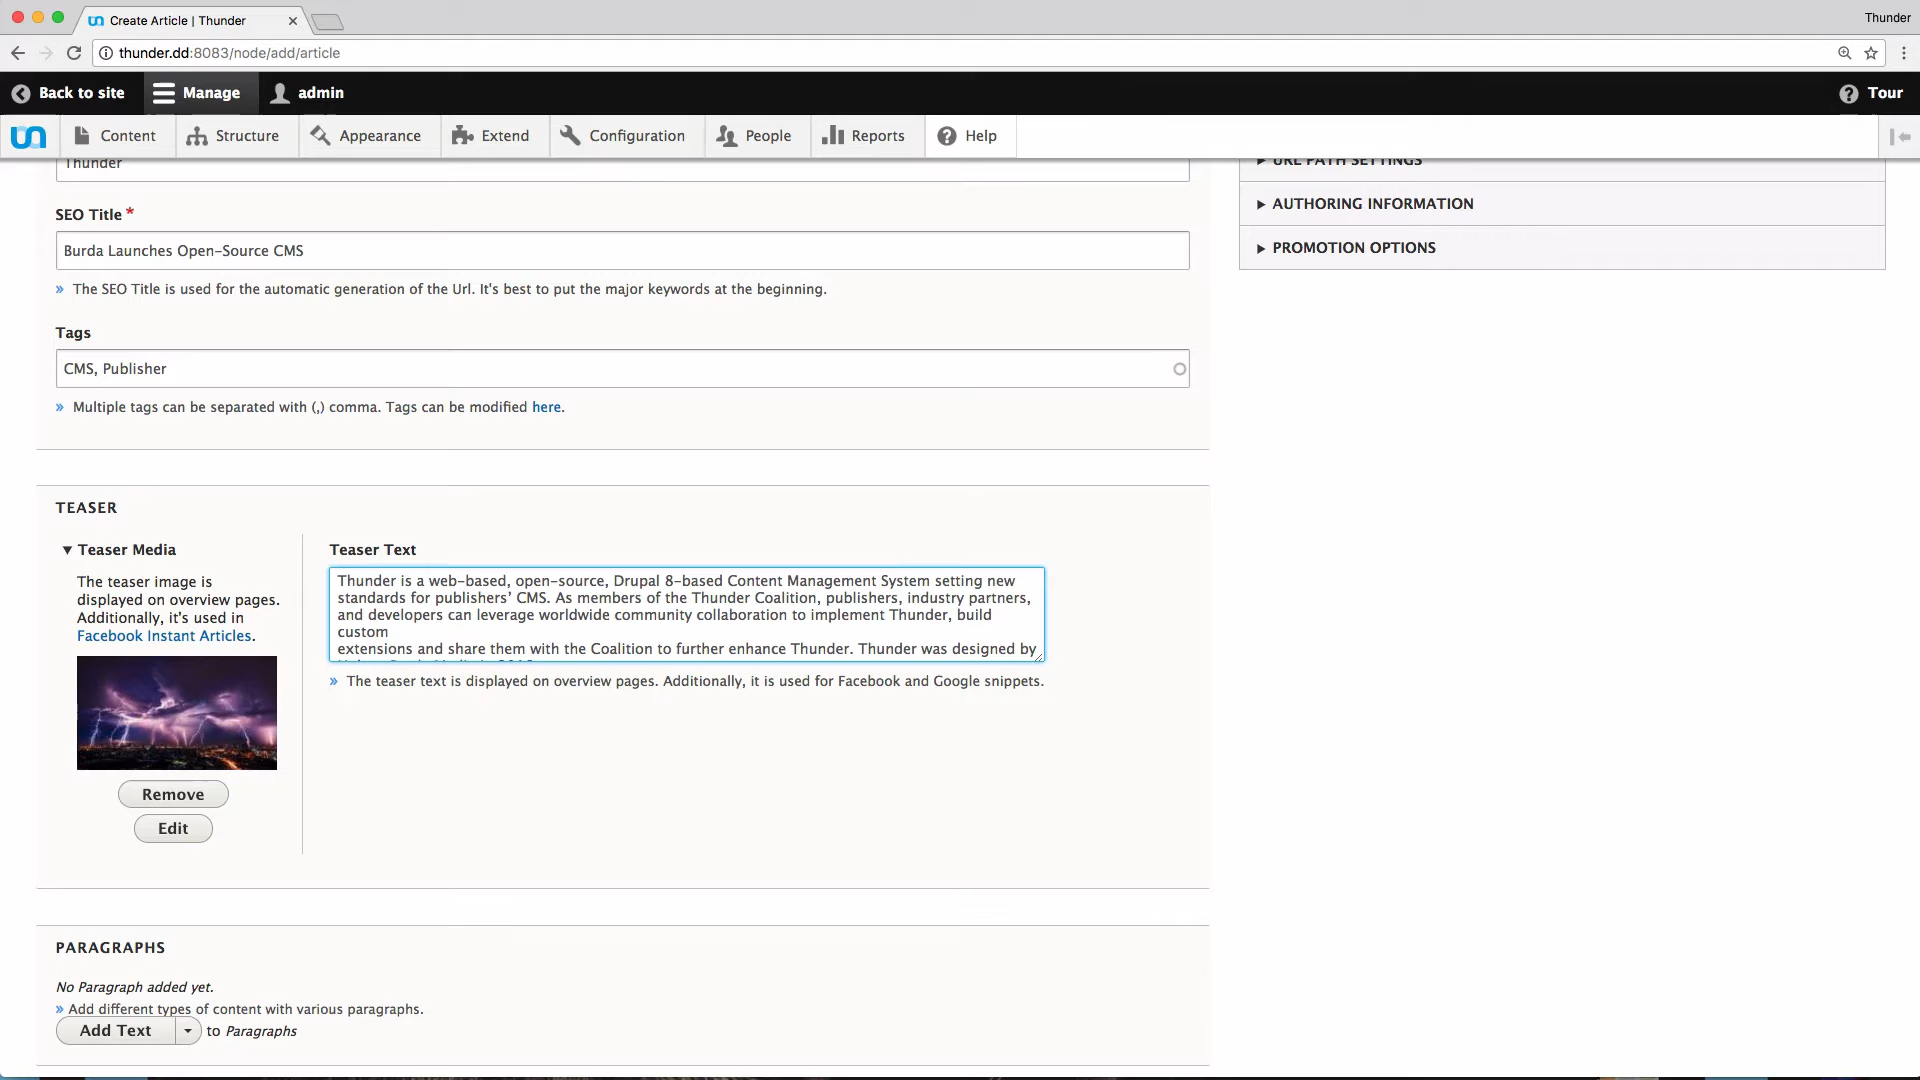 Create Article | Thunder
Thunder
thunder.dd:8083/node/add/article
Back to site Manage admin Tour
Content Structure Appearance Extend Configuration People Reports Help
Thunder
SEO Title *
Burda Launches Open-Source CMS
» The SEO Title is used for the automatic generation of the Url. It's best to put the major keywords at the beginning.
Tags
CMS, Publisher
» Multiple tags can be separated with (,) comma. Tags can be modified here.
URL PATH SETTINGS
AUTHORING INFORMATION
PROMOTION OPTIONS
TEASER
Teaser Media
The teaser image is
displayed on overview pages.
Additionally, it's used in
Facebook Instant Articles.
Remove
Edit
Teaser Text
Thunder is a web-based, open-source, Drupal 8-based Content Management System setting new
standards for publishers’ CMS. As members of the Thunder Coalition, publishers, industry partners,
and developers can leverage worldwide community collaboration to implement Thunder, build
custom
extensions and share them with the Coalition to further enhance Thunder. Thunder was designed by
» The teaser text is displayed on overview pages. Additionally, it is used for Facebook and Google snippets.
PARAGRAPHS
No Paragraph added yet.
» Add different types of content with various paragraphs.
Add Text to Paragraphs